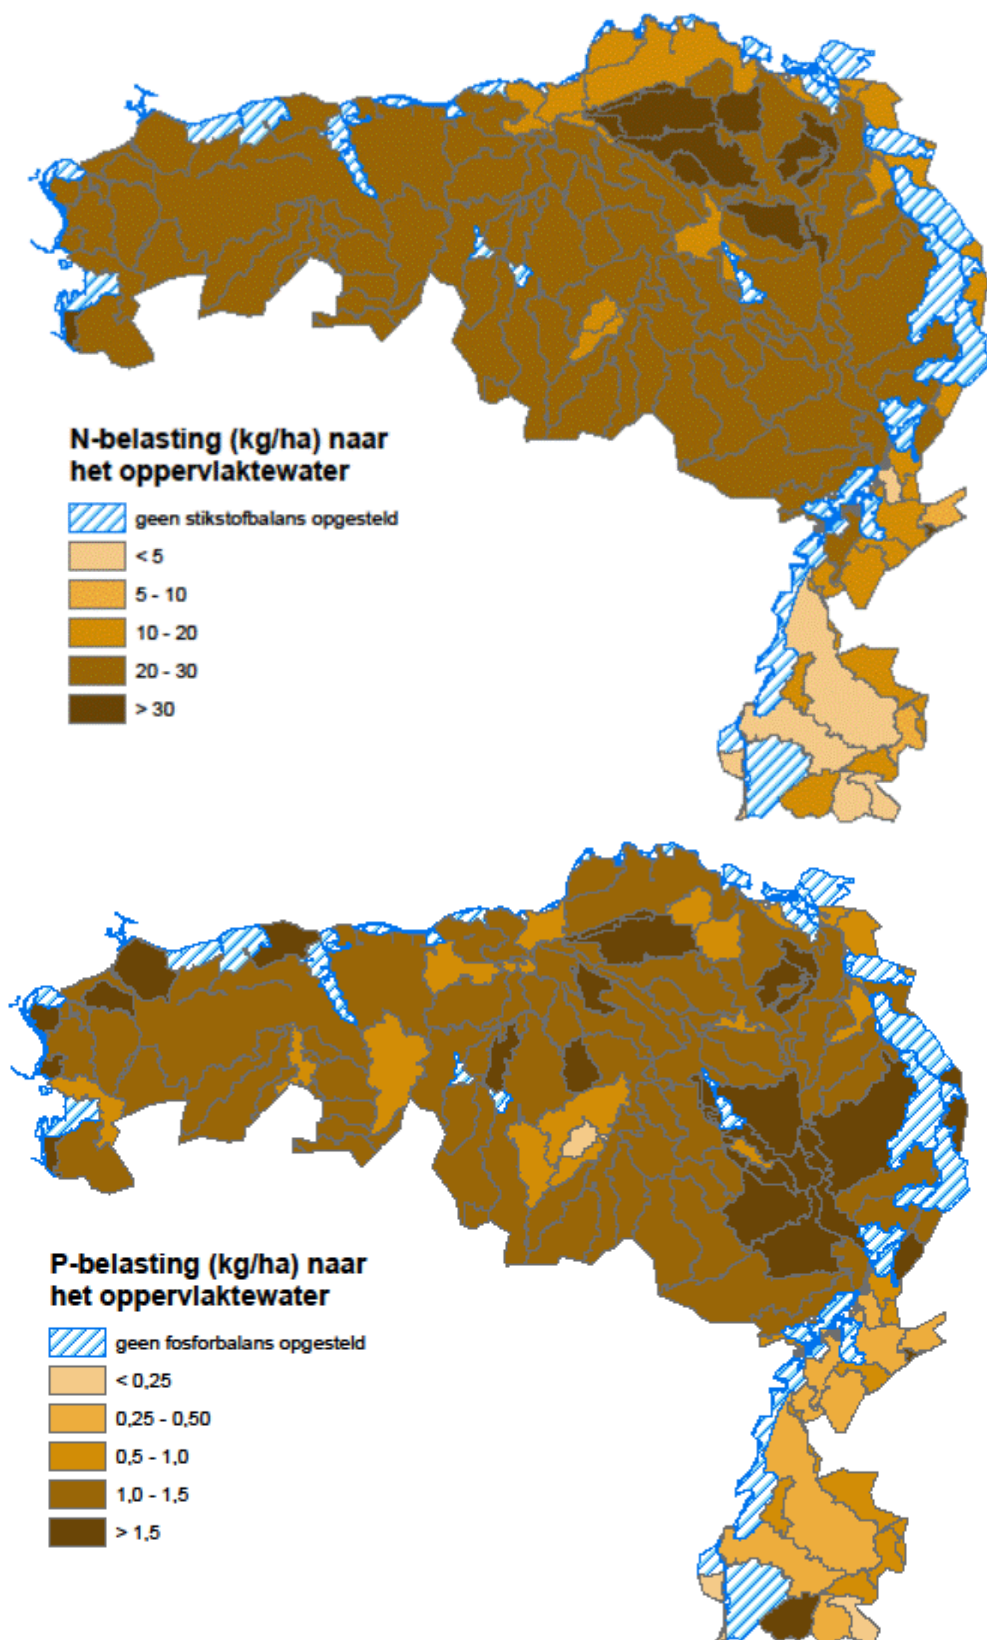 N-belasting (kg/ha) naar
het oppervlaktewater
geen stikstofbalans opgesteld
< 5
5 - 10
10 - 20
20 - 30
> 30
P-belasting (kg/ha) naar
het oppervlaktewater
geen fosforbalans opgesteld
< 0,25
0,25 - 0,50
0,5 - 1,0
1,0 - 1,5
> 1,5